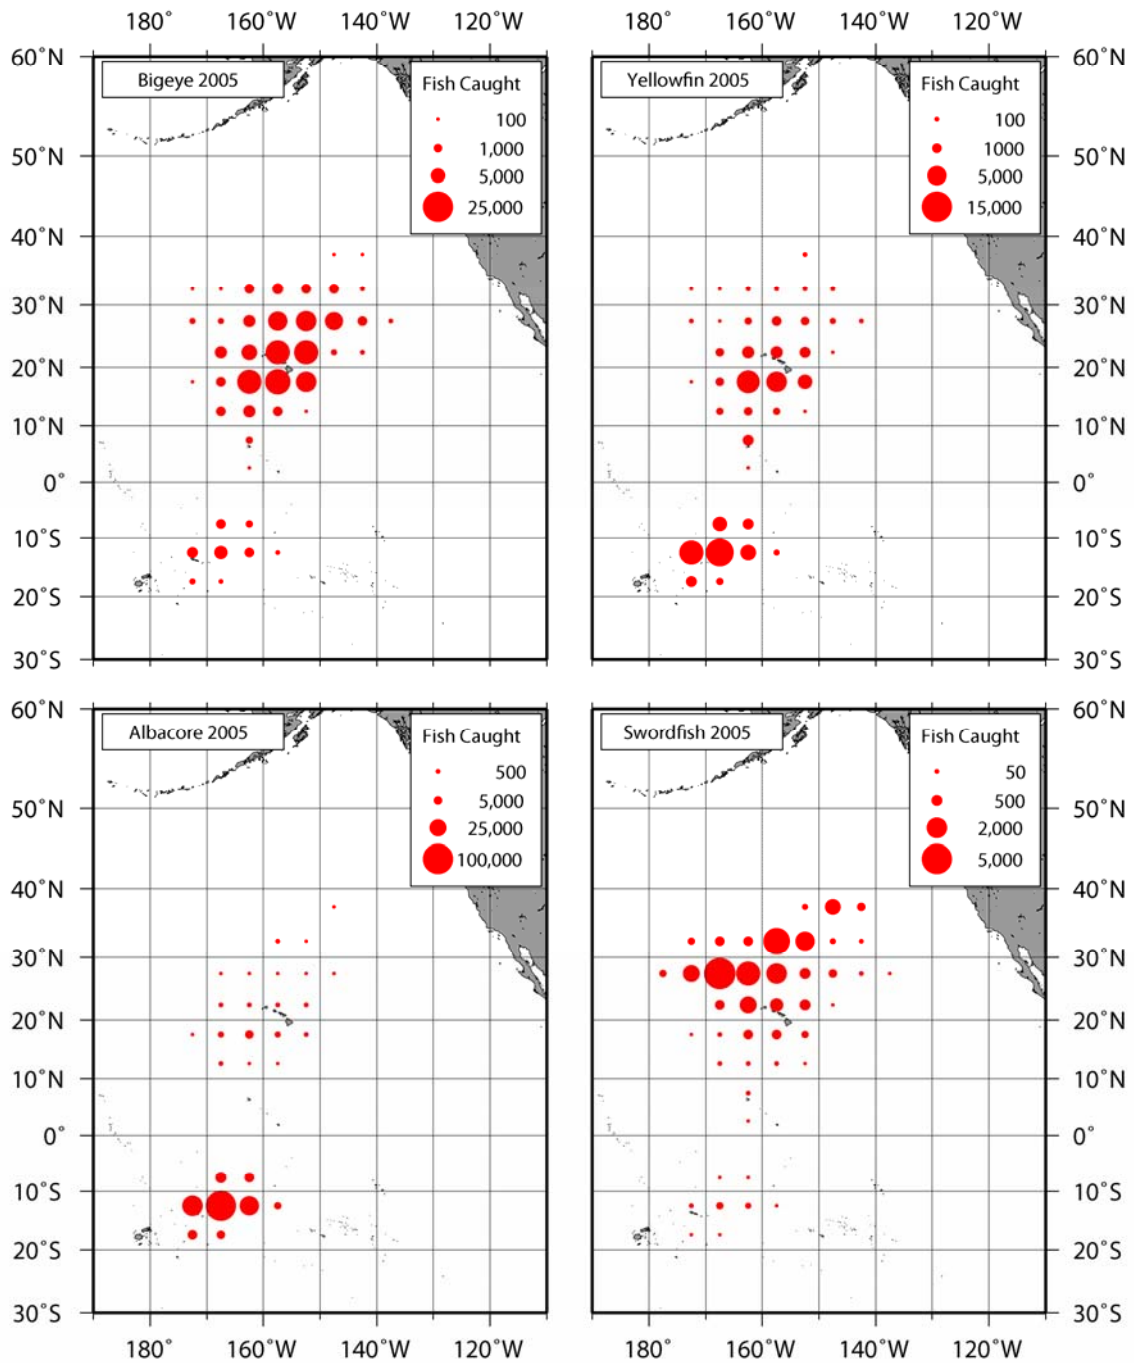 180° 160°W 140°W 120°W 180° 160°W 140°W 120°W
60°N Bigeye 2005 Fish Caught Yellowfin 2005 Fish Caught 60°N
100 100
50°N 1,000 1000 50°N
5,000 5,000
25,000 15,000
40°N 40°N
30°N 30°N
20°N 20°N
10°N 10°N
0° 0°
10°S 10°S
20°S 20°S
30°S 30°S
60°N Albacore 2005 Fish Caught Swordfish 2005 Fish Caught 60°N
500 50
50°N 5,000 500 50°N
25,000 2,000
100,000 5,000
40°N 40°N
30°N 30°N
20°N 20°N
10°N 10°N
0° 0°
10°S 10°S
20°S 20°S
30°S 30°S
180° 160°W 140°W 120°W 180° 160°W 140°W 120°W